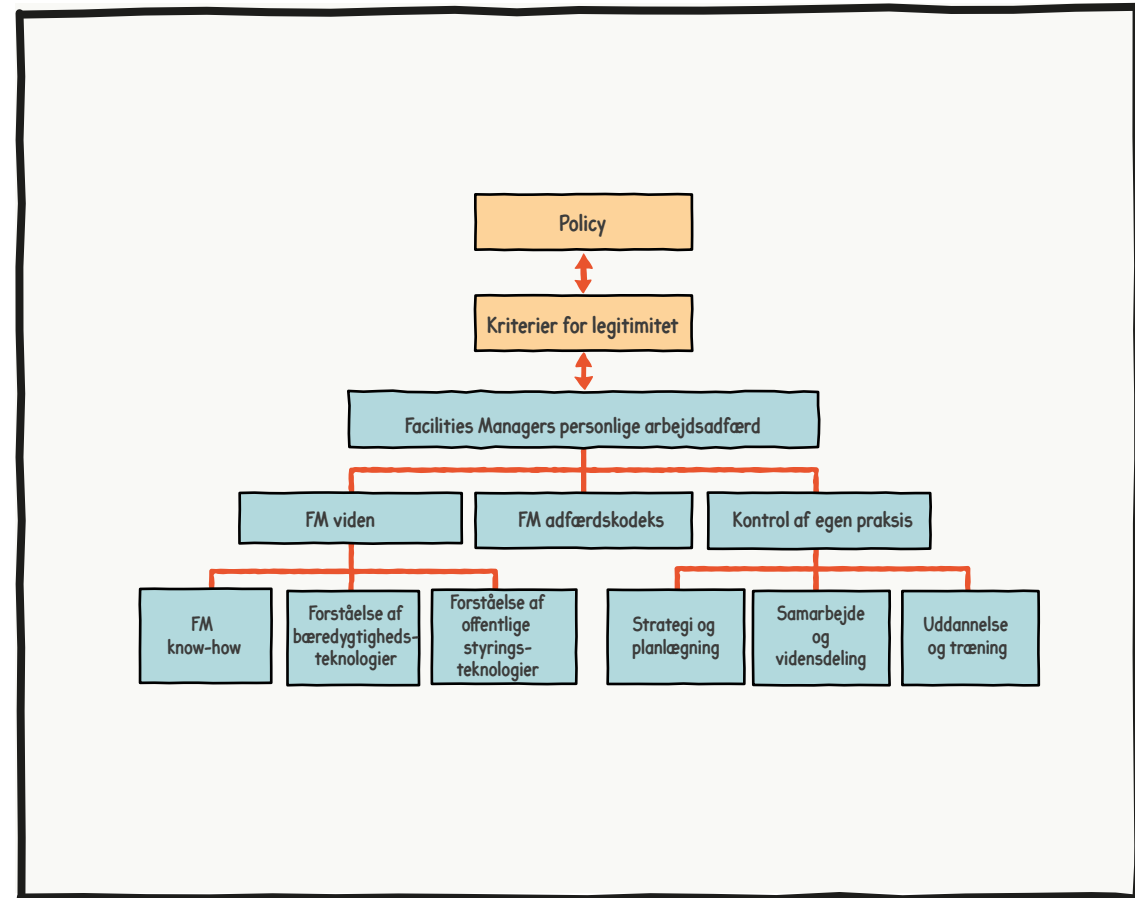 Policy
Kriterier for legitimitet
Facilities Managers personlige arbejdsadfærd
FM viden
FM adfærdskodeks
Kontrol af egen praksis
FM
know-how
Forståelse af
bæredygtigheds-
teknologier
Forståelse af
offentlige
styrings-
teknologier
Strategi og
planlægning
Samarbejde
og
vidensdeling
Uddannelse
og træning